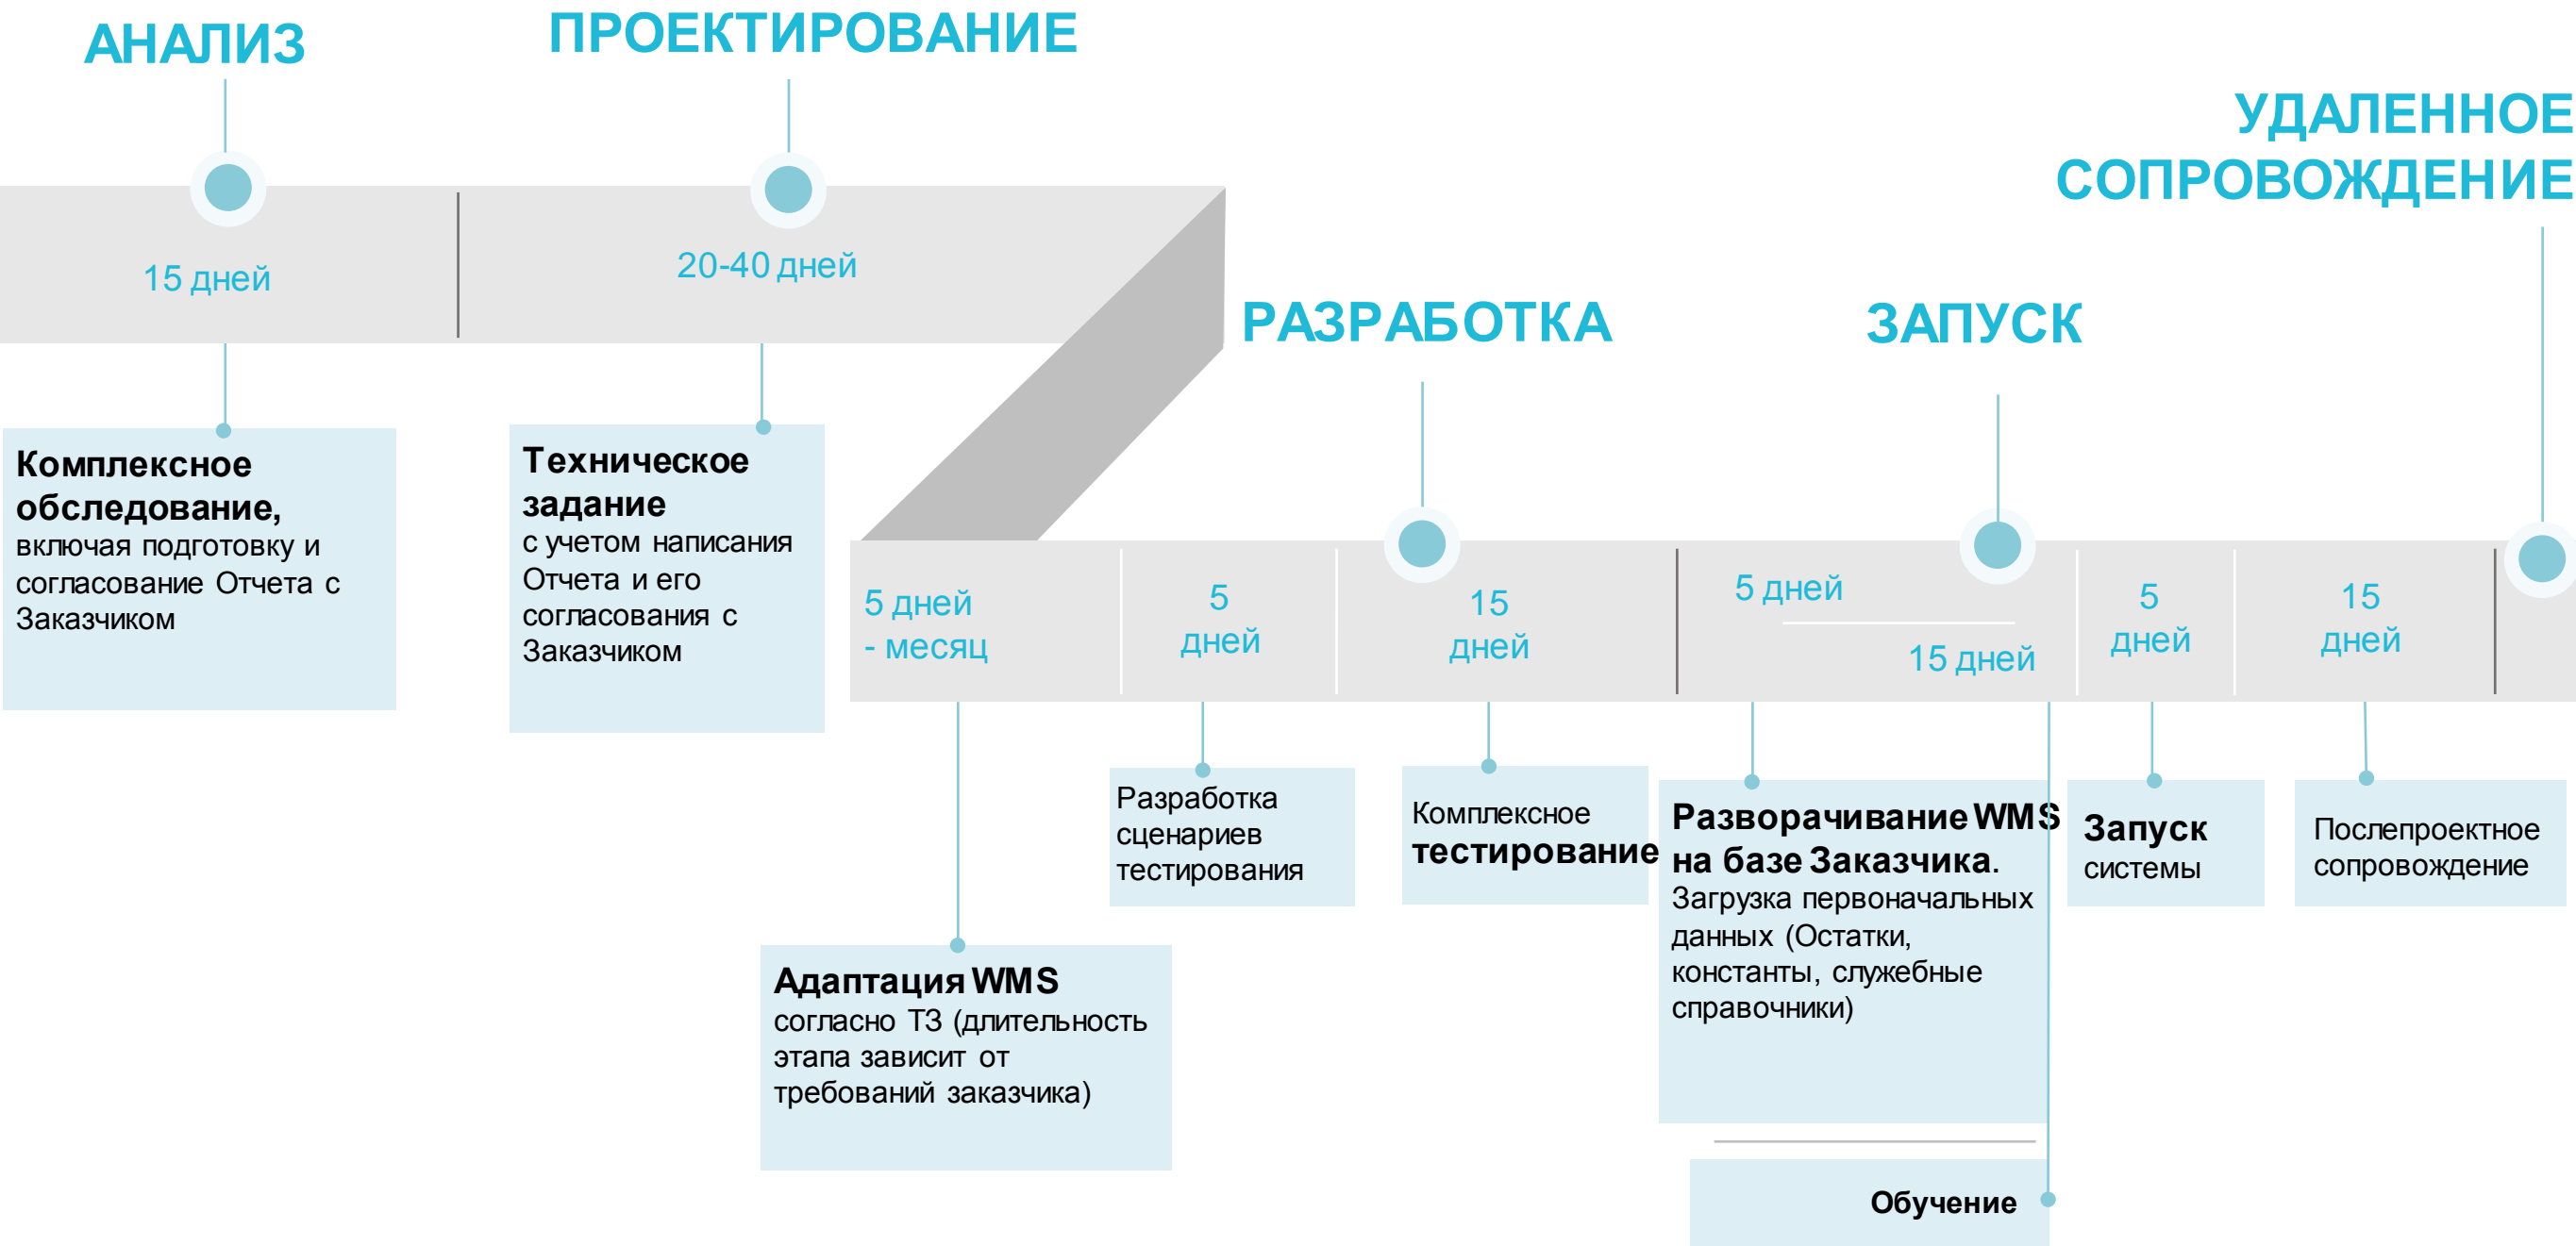 АНАЛИЗ
ПРОЕКТИРОВАНИЕ
УДАЛЕННОЕ
СОПРОВОЖДЕНИЕ
15 дней
20-40 дней
РАЗРАБОТКА
ЗАПУСК
Комплексное
обследование,
включая подготовку и
согласование Отчета с
Заказчиком
Техническое
задание
с учетом написания
Отчета и его
согласования с
Заказчиком
5 дней
- месяц
5
дней
15
дней
5 дней
15 дней
5
дней
15
дней
Разработка
сценариев
тестирования
Комплексное
тестирование
Разворачивание WMS
на базе Заказчика.
Загрузка первоначальных
данных (Остатки,
константы, служебные
справочники)
Запуск
системы
Послепроектное
сопровождение
Адаптация WMS
согласно ТЗ (длительность
этапа зависит от
требований заказчика)
Обучение